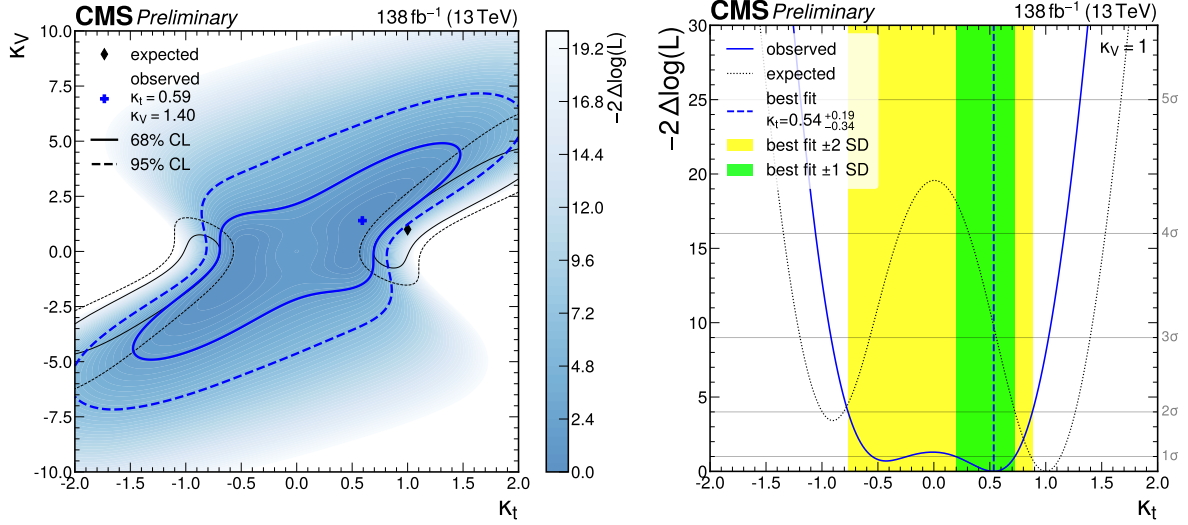 CMS Preliminary 138 fb⁻¹ (13 TeV)
κV
10.0
7.5
5.0
2.5
0.0
-2.5
-5.0
-7.5
-10.0
expected
observed
κt = 0.59
κV = 1.40
68% CL
95% CL
-2.0 -1.5 -1.0 -0.5 0.0 0.5 1.0 1.5 2.0
κt
−2 Δlog(L)
19.2
16.8
14.4
12.0
9.6
7.2
4.8
2.4
0.0
CMS Preliminary 138 fb⁻¹ (13 TeV)
−2 Δlog(L)
30
25
20
15
10
5
0
observed
expected
best fit
κt=0.54 +0.19 −0.34
best fit ±2 SD
best fit ±1 SD
κV = 1
5σ
4σ
3σ
2σ
1σ
-2.0 -1.5 -1.0 -0.5 0.0 0.5 1.0 1.5 2.0
κt